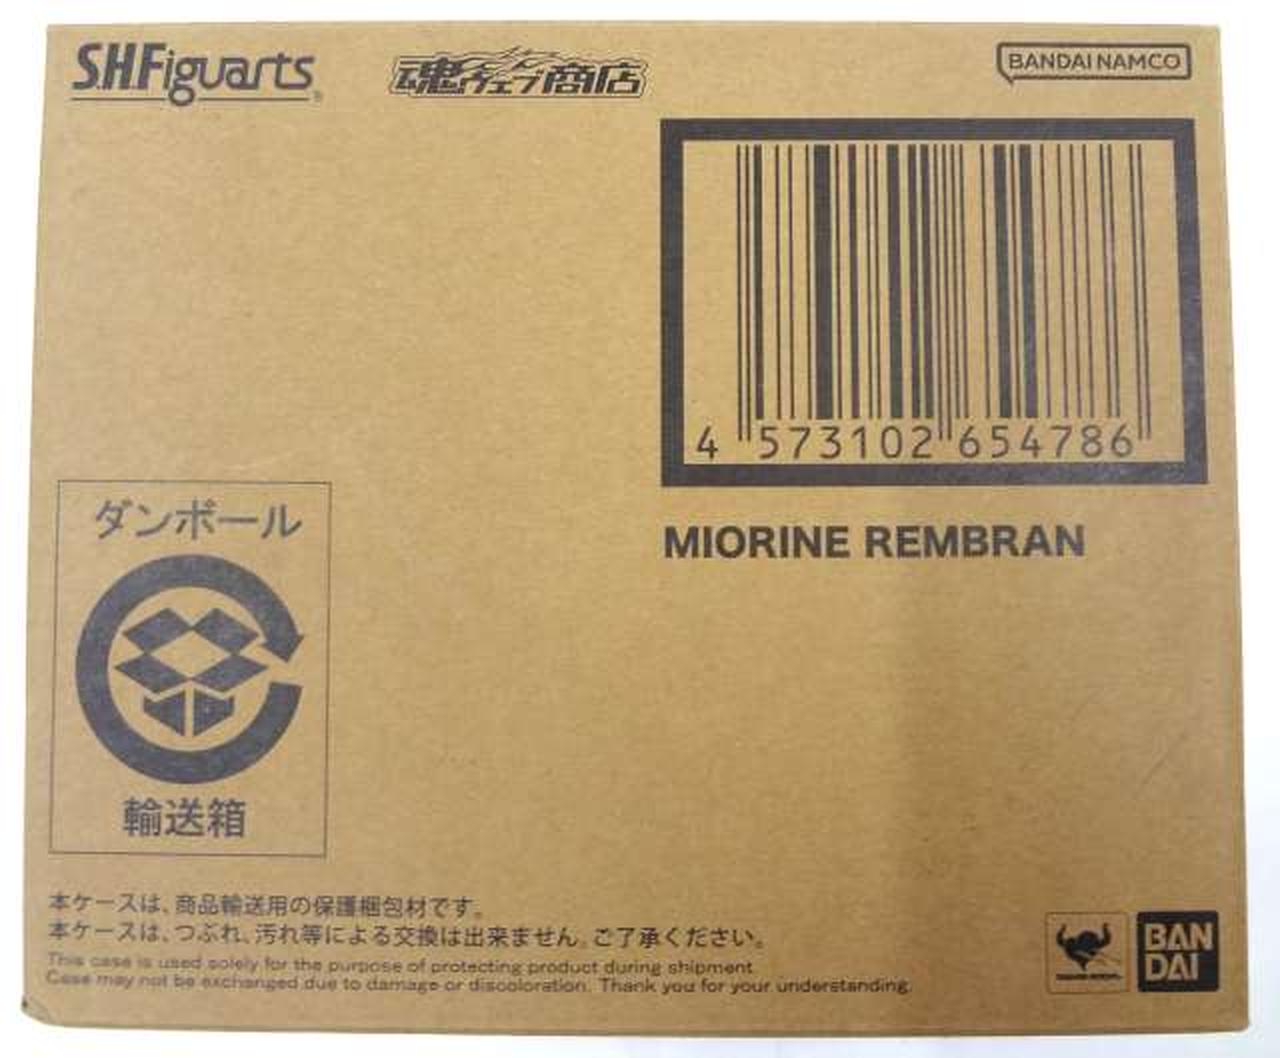 S.H.Figuarts
魂ウェブ商店
BANDAI NAMCO
4 573102 654786
MIORINE REMBRAN
ダンボール
輸送箱
本ケースは、商品輸送用の保護梱包材です。
本ケースは、つぶれ、汚れ等による交換は出来ません。ご了承ください。
This case is used solely for the purpose of protecting product during shipment.
Case may not be exchanged due to damage or discoloration. Thank you for your understanding.
BAN
DAI